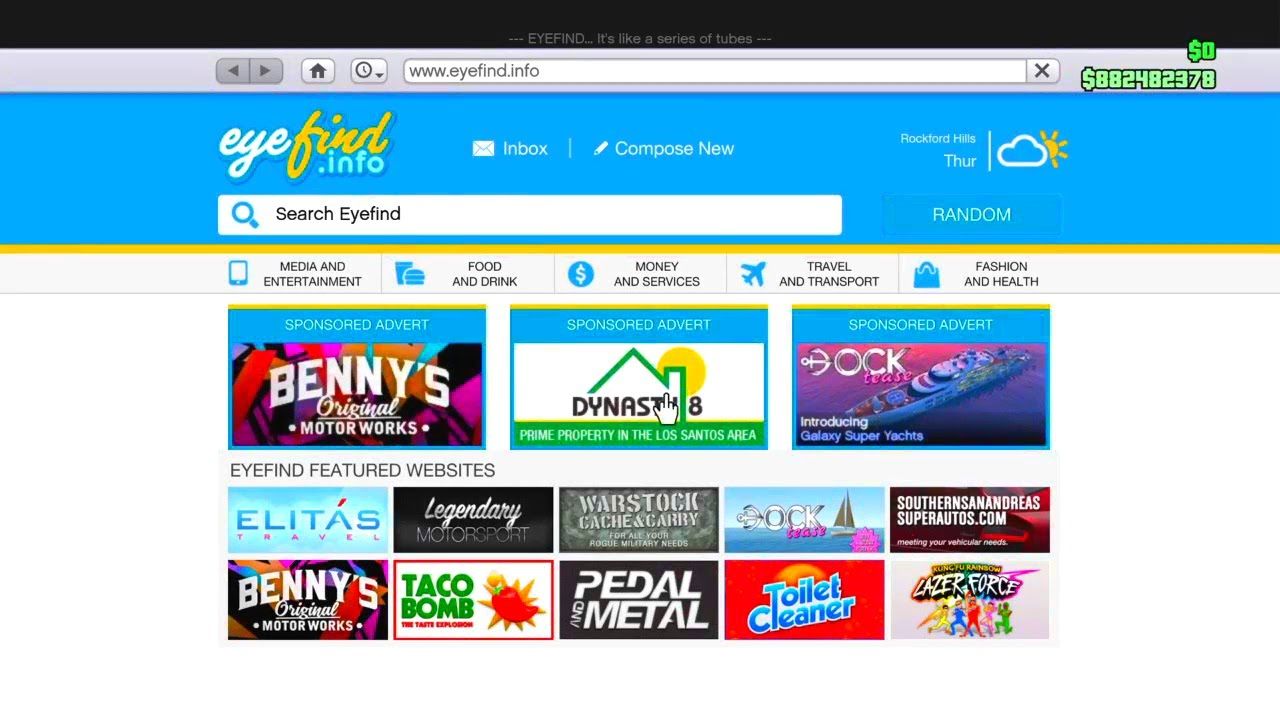 --- EYEFIND... It's like a series of tubes ---
$0
www.eyefind.info
$882482378
eyefind
.info
Inbox
Compose New
Rockford Hills
Thur
Search Eyefind
RANDOM
MEDIA AND
ENTERTAINMENT
FOOD
AND DRINK
MONEY
AND SERVICES
TRAVEL
AND TRANSPORT
FASHION
AND HEALTH
SPONSORED ADVERT
BENNY'S
Original
• MOTOR WORKS •
SPONSORED ADVERT
DYNASTY 8
PRIME PROPERTY IN THE LOS SANTOS AREA
SPONSORED ADVERT
DOCK
tease
Introducing
Galaxy Super Yachts
EYEFIND FEATURED WEBSITES
ELITÁS
TRAVEL
Legendary
MOTORSPORT
WARSTOCK
CACHE&CARRY
FOR ALL YOUR
ROGUE MILITARY NEEDS
DOCK
tease
SOUTHERNSANANDREAS
SUPERAUTOS.COM
meeting your vehicular needs.
BENNY'S
Original
• MOTOR WORKS •
TACO
BOMB
THE TASTE EXPLOSION
PEDAL
AND METAL
Toilet
Cleaner
KUNG FU RAINBOW
LAZER FORCE